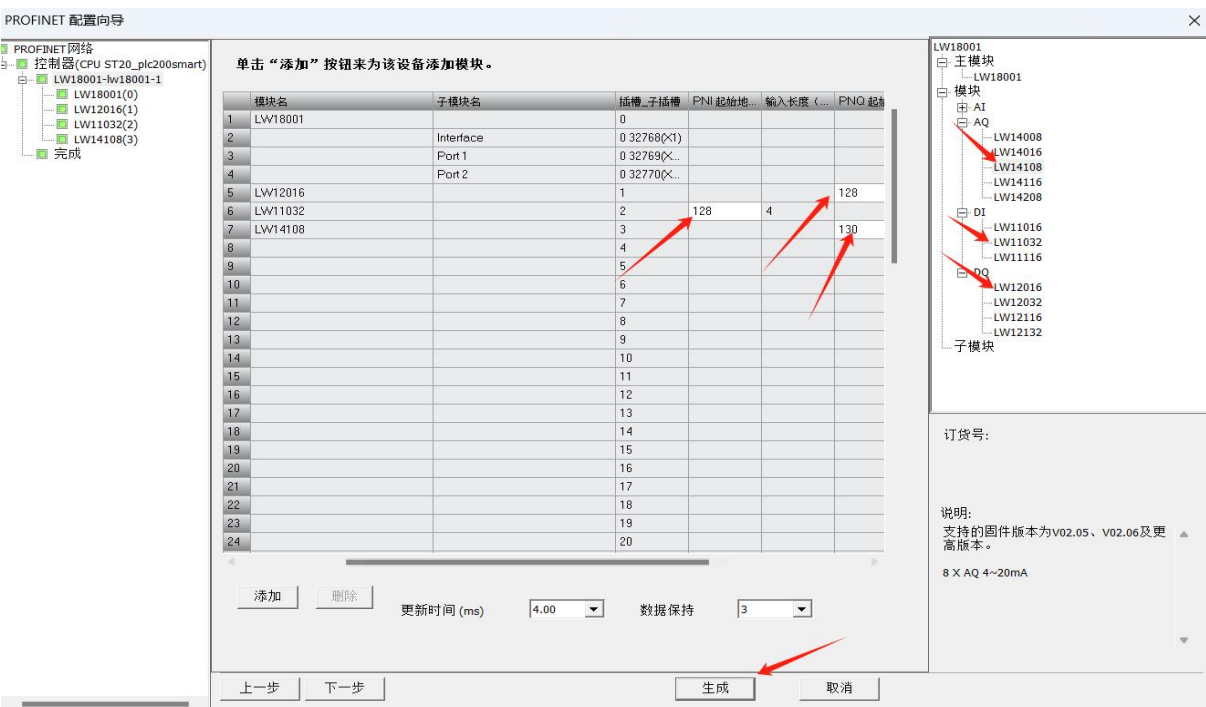 PROFINET 配置向导
PROFINET网络
控制器(CPU ST20_plc200smart)
LW18001-lw18001-1
LW18001(0)
LW12016(1)
LW11032(2)
LW14108(3)
完成
单击“添加”按钮来为该设备添加模块。
模块名 子模块名 插槽_子插槽 PNI 起始地... 输入长度 (... PNQ 起始
1 LW18001 0
2 Interface 0 32768(X1)
3 Port 1 0 32769(X...
4 Port 2 0 32770(X...
5 LW12016 1 128
6 LW11032 2 128 4
7 LW14108 3 130
8 4
9 5
10 6
11 7
12 8
13 9
14 10
15 11
16 12
17 13
18 14
19 15
20 16
21 17
22 18
23 19
24 20
添加 删除 更新时间 (ms) 4.00 数据保持 3
上一步 下一步 生成 取消
LW18001
主模块
LW18001
模块
AI
AQ
LW14008
LW14016
LW14108
LW14116
LW14208
DI
LW11016
LW11032
LW11116
DQ
LW12016
LW12032
LW12116
LW12132
子模块
订货号:
说明:
支持的固件版本为V02.05、V02.06及更
高版本。
8 X AQ 4~20mA